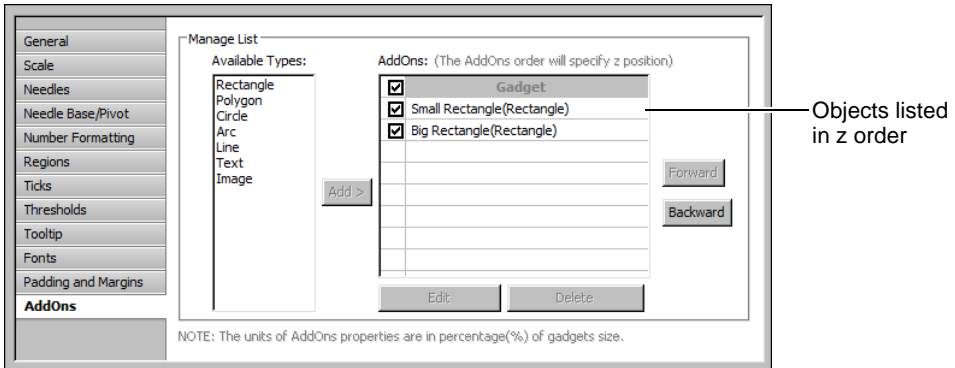 General
Scale
Needles
Needle Base/Pivot
Number Formatting
Regions
Ticks
Thresholds
Tooltip
Fonts
Padding and Margins
AddOns
Manage List
Available Types:
Rectangle
Polygon
Circle
Arc
Line
Text
Image
Add >
AddOns: (The AddOns order will specify z position)
Gadget
Small Rectangle(Rectangle)
Big Rectangle(Rectangle)
Forward
Backward
Edit
Delete
NOTE: The units of AddOns properties are in percentage(%) of gadgets size.
Objects listed
in z order